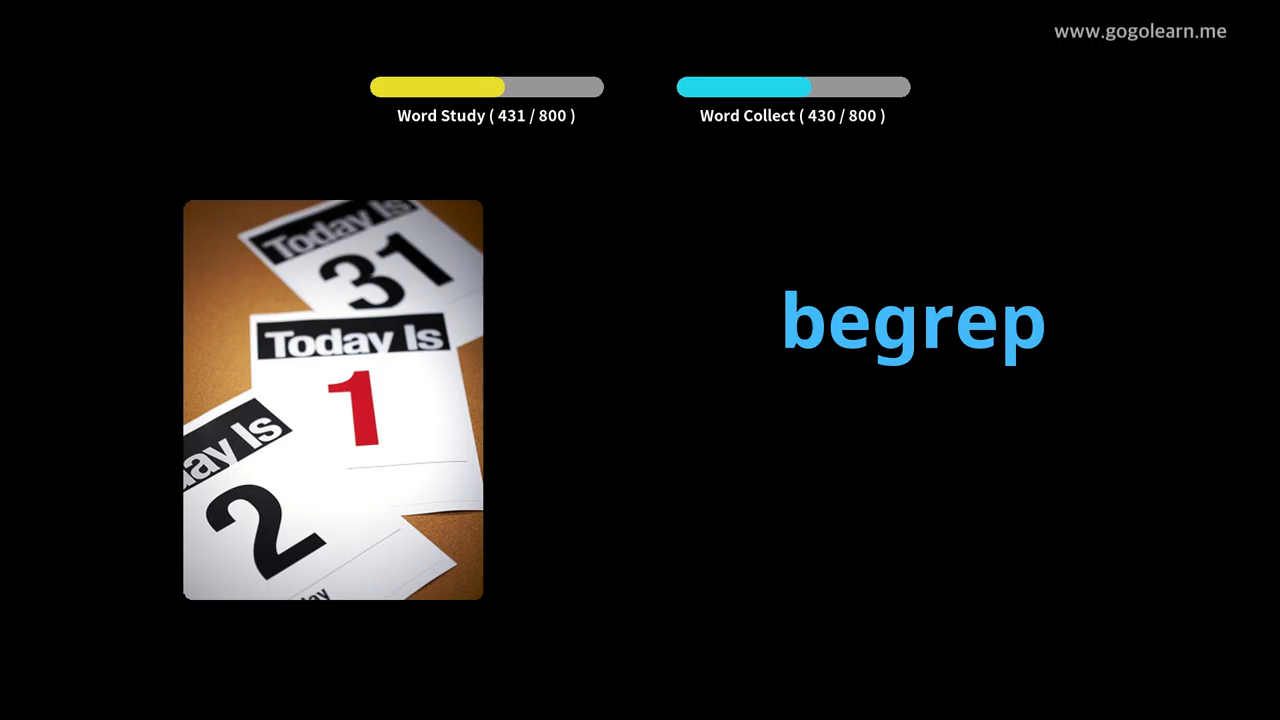 www.gogolearn.me
Word Study ( 431 / 800 )
Word Collect ( 430 / 800 )
Today Is
31
Today Is
1
ay Is
2
begrep